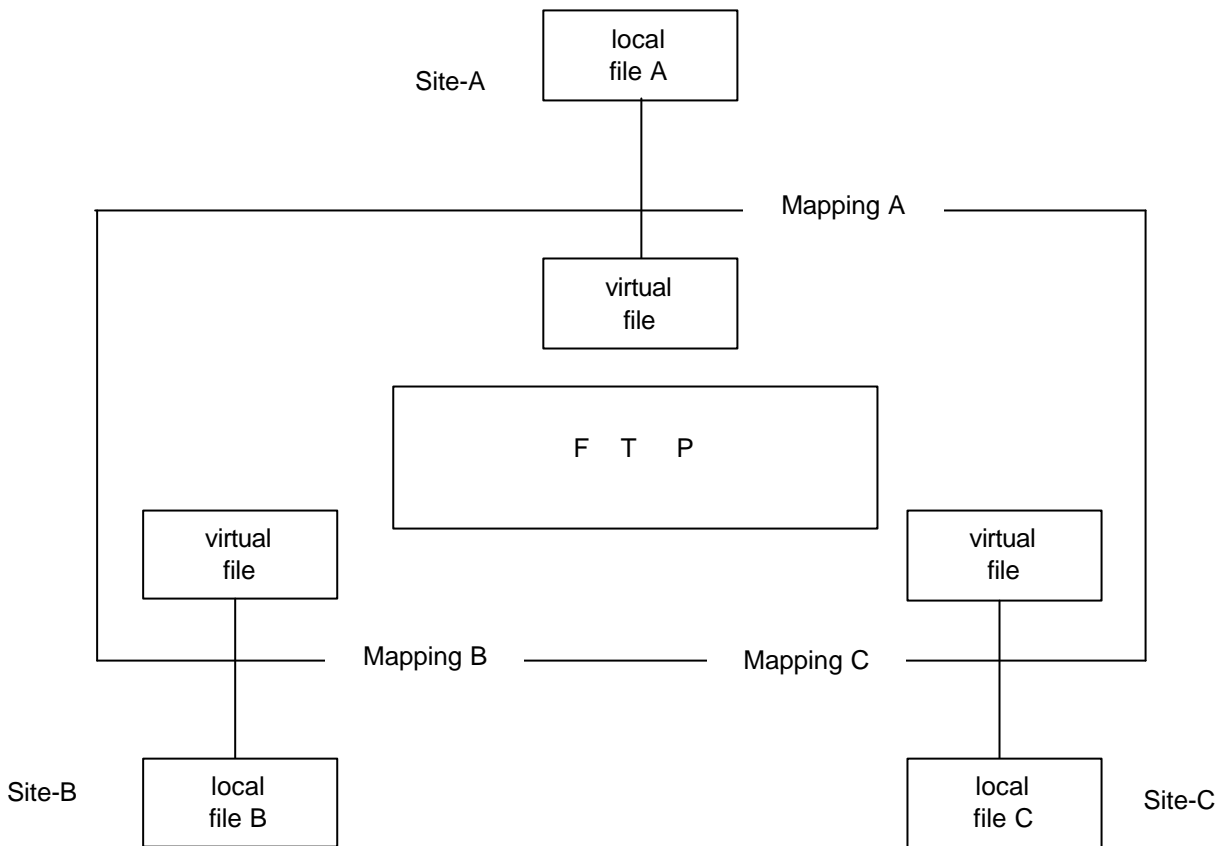 local
file A
Site-A
Mapping A
virtual
file
F T P
virtual
file
virtual
file
Mapping B
Mapping C
Site-B
local
file B
local
file C
Site-C